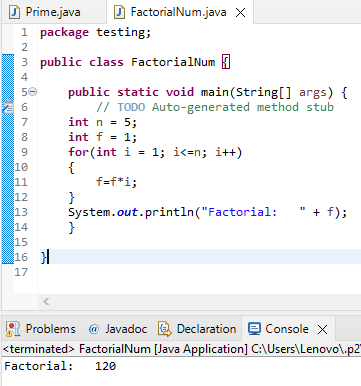 Prime.java FactorialNum.java
1 package testing;
2
3 public class FactorialNum {
4
5 public static void main(String[] args) {
6 // TODO Auto-generated method stub
7 int n = 5;
8 int f = 1;
9 for(int i = 1; i<=n; i++)
10 {
11 f=f*i;
12 }
13 System.out.println("Factorial:   " + f);
14 }
15
16 }
17
Problems Javadoc Declaration Console
<terminated> FactorialNum [Java Application] C:\Users\Lenovo\.p2\
Factorial:   120